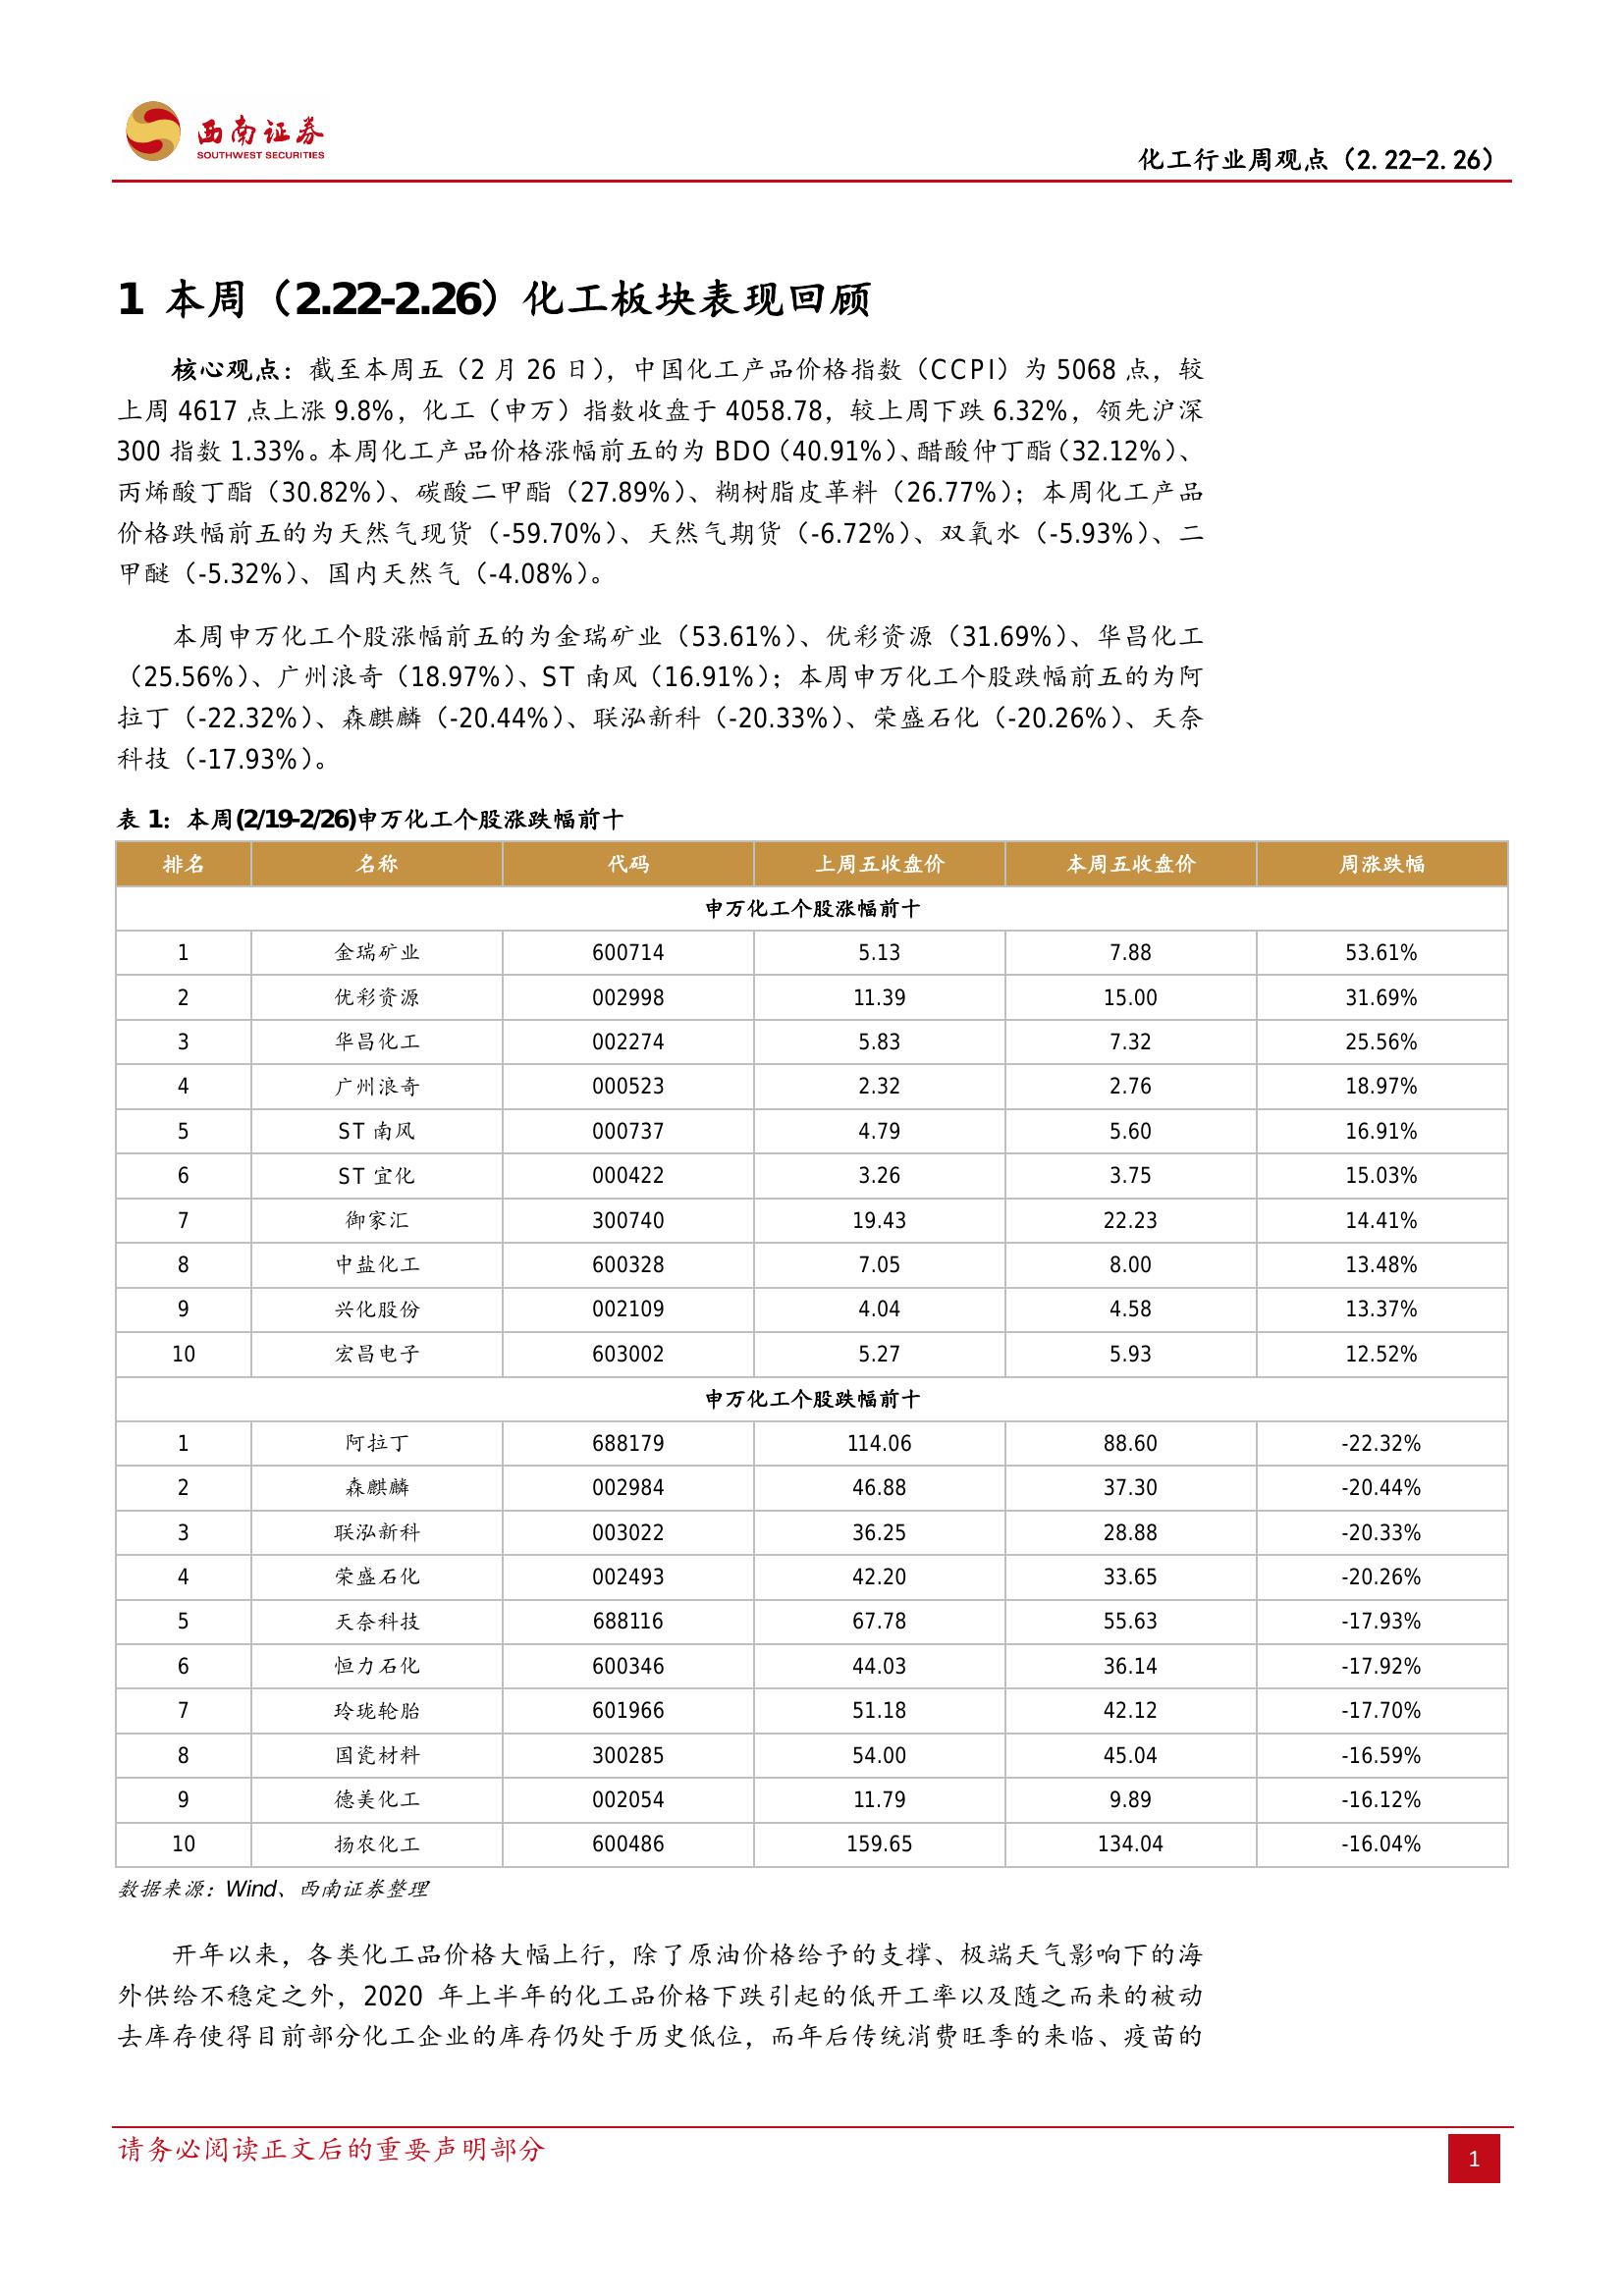 西南证券
SOUTHWEST SECURITIES
化工行业周观点（2.22-2.26）
1 本周（2.22-2.26）化工板块表现回顾
核心观点：截至本周五（2 月 26 日），中国化工产品价格指数（CCPI）为 5068 点，较
上周 4617 点上涨 9.8%，化工（申万）指数收盘于 4058.78，较上周下跌 6.32%，领先沪深
300 指数 1.33%。本周化工产品价格涨幅前五的为 BDO（40.91%）、醋酸仲丁酯（32.12%）、
丙烯酸丁酯（30.82%）、碳酸二甲酯（27.89%）、糊树脂皮革料（26.77%）；本周化工产品
价格跌幅前五的为天然气现货（-59.70%）、天然气期货（-6.72%）、双氧水（-5.93%）、二
甲醚（-5.32%）、国内天然气（-4.08%）。
本周申万化工个股涨幅前五的为金瑞矿业（53.61%）、优彩资源（31.69%）、华昌化工
（25.56%）、广州浪奇（18.97%）、ST 南风（16.91%）；本周申万化工个股跌幅前五的为阿
拉丁（-22.32%）、森麒麟（-20.44%）、联泓新科（-20.33%）、荣盛石化（-20.26%）、天奈
科技（-17.93%）。
表 1：本周(2/19-2/26)申万化工个股涨跌幅前十
排名 名称 代码 上周五收盘价 本周五收盘价 周涨跌幅
申万化工个股涨幅前十
1 金瑞矿业 600714 5.13 7.88 53.61%
2 优彩资源 002998 11.39 15.00 31.69%
3 华昌化工 002274 5.83 7.32 25.56%
4 广州浪奇 000523 2.32 2.76 18.97%
5 ST 南风 000737 4.79 5.60 16.91%
6 ST 宜化 000422 3.26 3.75 15.03%
7 御家汇 300740 19.43 22.23 14.41%
8 中盐化工 600328 7.05 8.00 13.48%
9 兴化股份 002109 4.04 4.58 13.37%
10 宏昌电子 603002 5.27 5.93 12.52%
申万化工个股跌幅前十
1 阿拉丁 688179 114.06 88.60 -22.32%
2 森麒麟 002984 46.88 37.30 -20.44%
3 联泓新科 003022 36.25 28.88 -20.33%
4 荣盛石化 002493 42.20 33.65 -20.26%
5 天奈科技 688116 67.78 55.63 -17.93%
6 恒力石化 600346 44.03 36.14 -17.92%
7 玲珑轮胎 601966 51.18 42.12 -17.70%
8 国瓷材料 300285 54.00 45.04 -16.59%
9 德美化工 002054 11.79 9.89 -16.12%
10 扬农化工 600486 159.65 134.04 -16.04%
数据来源：Wind、西南证券整理
开年以来，各类化工品价格大幅上行，除了原油价格给予的支撑、极端天气影响下的海
外供给不稳定之外，2020 年上半年的化工品价格下跌引起的低开工率以及随之而来的被动
去库存使得目前部分化工企业的库存仍处于历史低位，而年后传统消费旺季的来临、疫苗的
请务必阅读正文后的重要声明部分
1